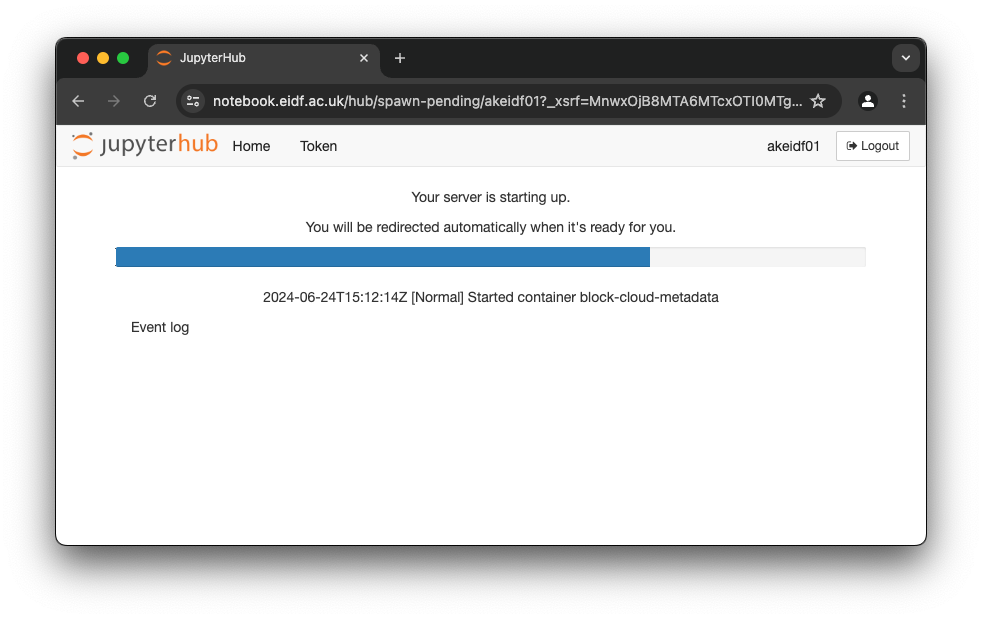 JupyterHub
notebook.eidf.ac.uk/hub/spawn-pending/akeidf01?_xsrf=MnwxOjB8MTA6MTcxOTI0MTg...
jupyterhub Home Token akeidf01 Logout
Your server is starting up.
You will be redirected automatically when it's ready for you.
2024-06-24T15:12:14Z [Normal] Started container block-cloud-metadata
Event log